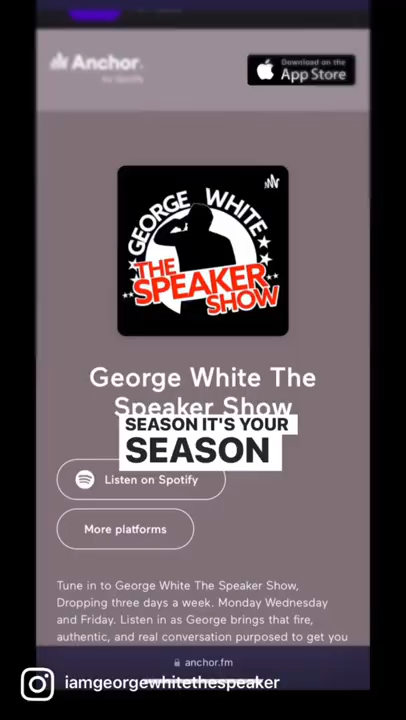 Anchor
by Spotify
Download on the
App Store
GEORGE WHITE
THE
SPEAKER
SHOW
George White The
Speaker Show
SEASON IT'S YOUR
SEASON
Listen on Spotify
More platforms
Tune in to George White The Speaker Show,
Dropping three days a week. Monday Wednesday
and Friday. Listen in as George brings that fire,
authentic, and real conversation purposed to get you
anchor.fm
iamgeorgewhitethespeaker